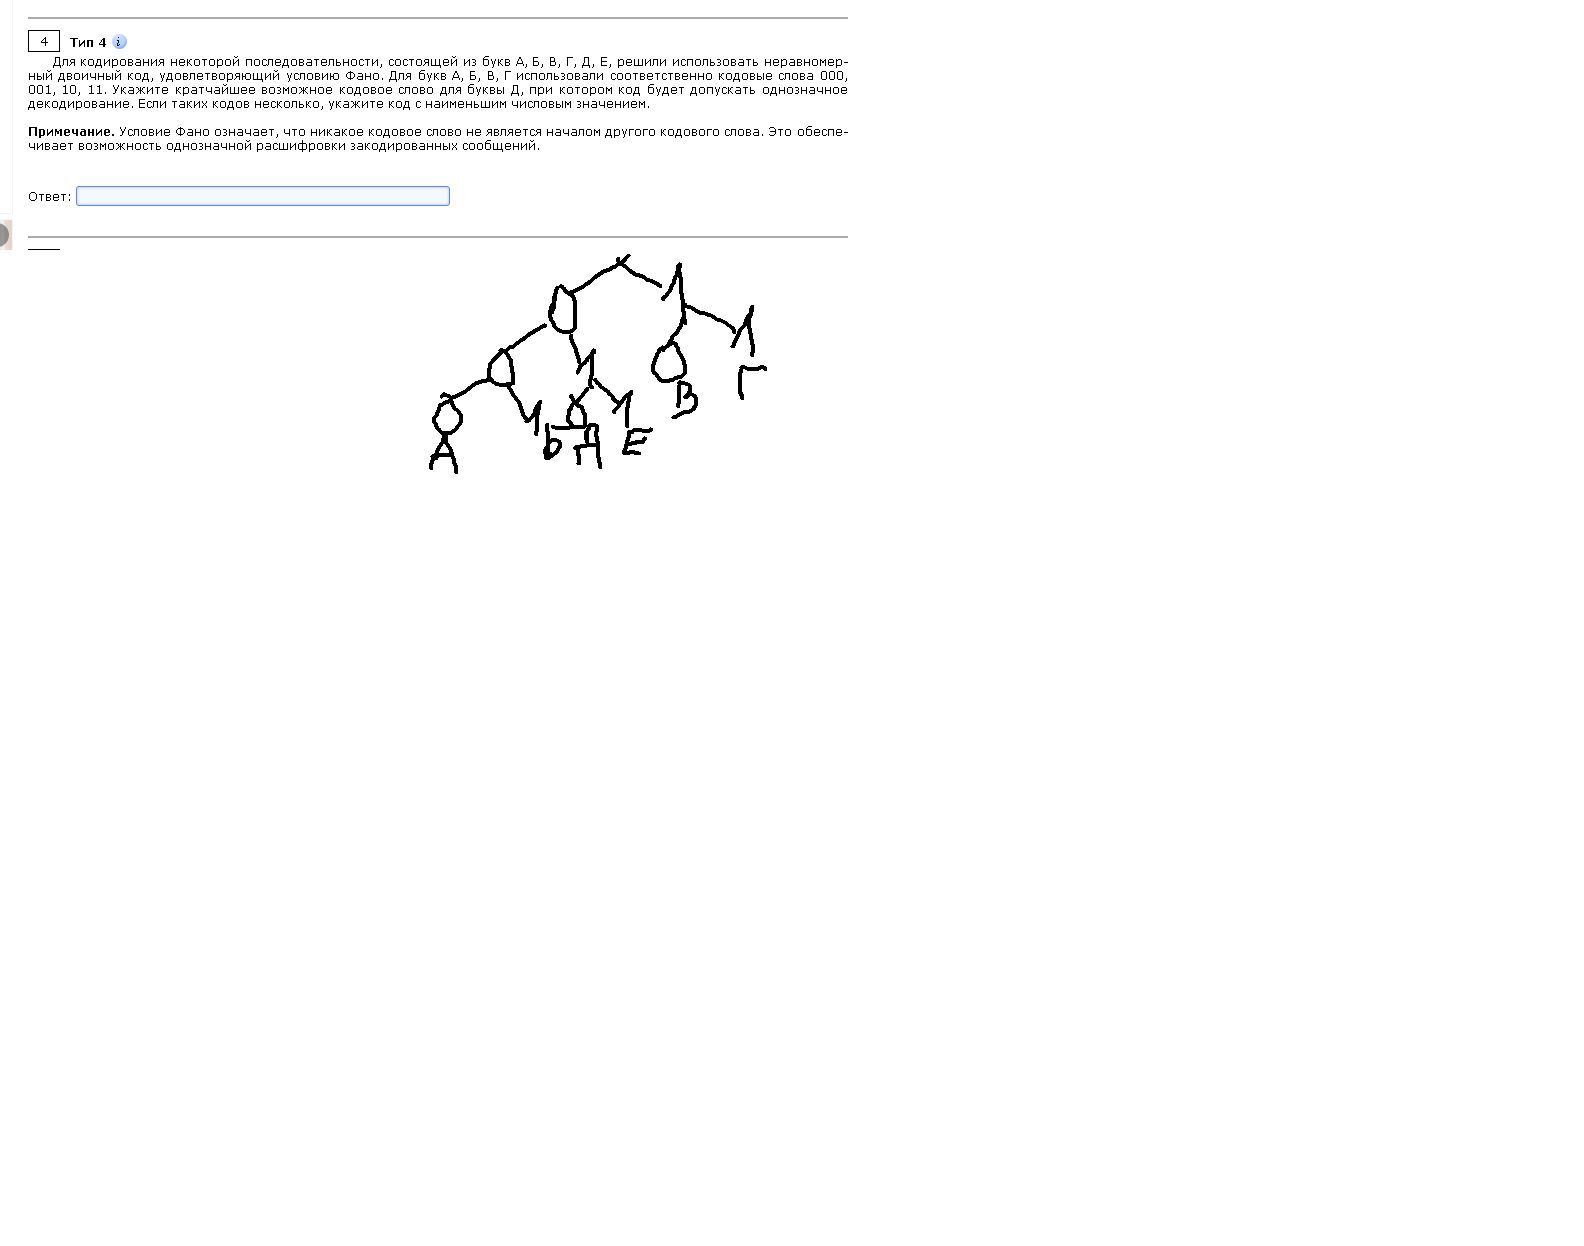 4 Тип 4 i
Для кодирования некоторой последовательности, состоящей из букв А, Б, В, Г, Д, Е, решили использовать неравномер-
ный двоичный код, удовлетворяющий условию Фано. Для букв А, Б, В, Г использовали соответственно кодовые слова 000,
001, 10, 11. Укажите кратчайшее возможное кодовое слово для буквы Д, при котором код будет допускать однозначное
декодирование. Если таких кодов несколько, укажите код с наименьшим числовым значением.
Примечание. Условие Фано означает, что никакое кодовое слово не является началом другого кодового слова. Это обеспе-
чивает возможность однозначной расшифровки закодированных сообщений.
Ответ:
0 1
0 1 0 1
0 1 0 1 В Г
А Б Д Е